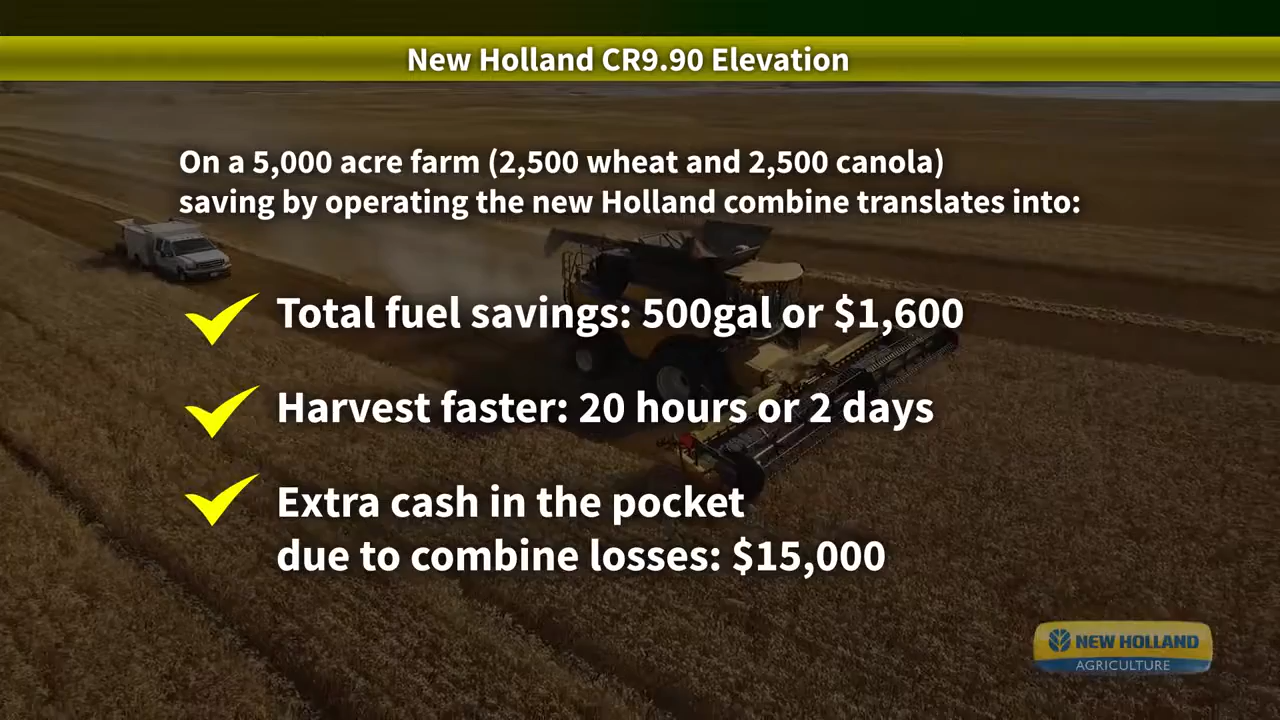 New Holland CR9.90 Elevation
On a 5,000 acre farm (2,500 wheat and 2,500 canola)
saving by operating the new Holland combine translates into:
Total fuel savings: 500gal or $1,600
Harvest faster: 20 hours or 2 days
Extra cash in the pocket
due to combine losses: $15,000
NEW HOLLAND
AGRICULTURE